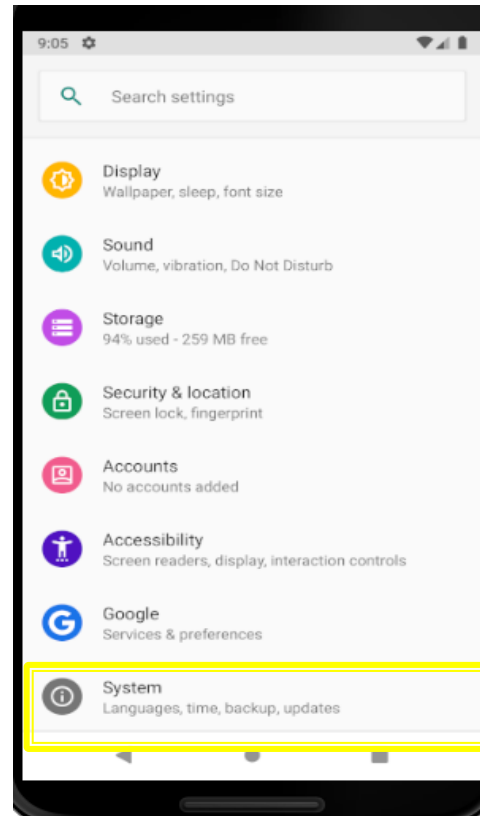 9:05
Search settings
Display
Wallpaper, sleep, font size
Sound
Volume, vibration, Do Not Disturb
Storage
94% used - 259 MB free
Security & location
Screen lock, fingerprint
Accounts
No accounts added
Accessibility
Screen readers, display, interaction controls
Google
Services & preferences
System
Languages, time, backup, updates